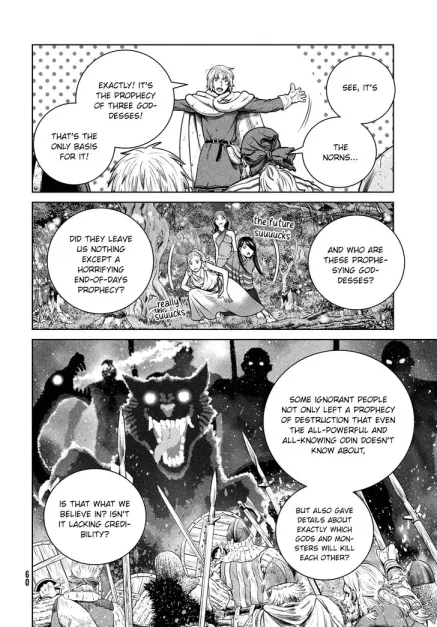 SEE, IT'S
THE
NORNS...
EXACTLY! IT'S
THE PROPHECY
OF THREE GOD-
DESSES!
THAT'S
THE ONLY BASIS
FOR IT!
AND WHO ARE
THESE PROPHE-
SYING GOD-
DESSES?
the future
suuuucks
really
suuucks
DID THEY LEAVE
US NOTHING
EXCEPT A
HORRIFYING
END-OF-DAYS
PROPHECY?
SOME IGNORANT PEOPLE
NOT ONLY LEFT A PROPHECY
OF DESTRUCTION THAT EVEN
THE ALL-POWERFUL AND
ALL-KNOWING ODIN DOESN'T
KNOW ABOUT,
BUT ALSO GAVE
DETAILS ABOUT
EXACTLY WHICH
GODS AND MON-
STERS WILL KILL
EACH OTHER?
IS THAT WHAT WE
BELIEVE IN? ISN'T
IT LACKING CREDI-
BILITY?
60